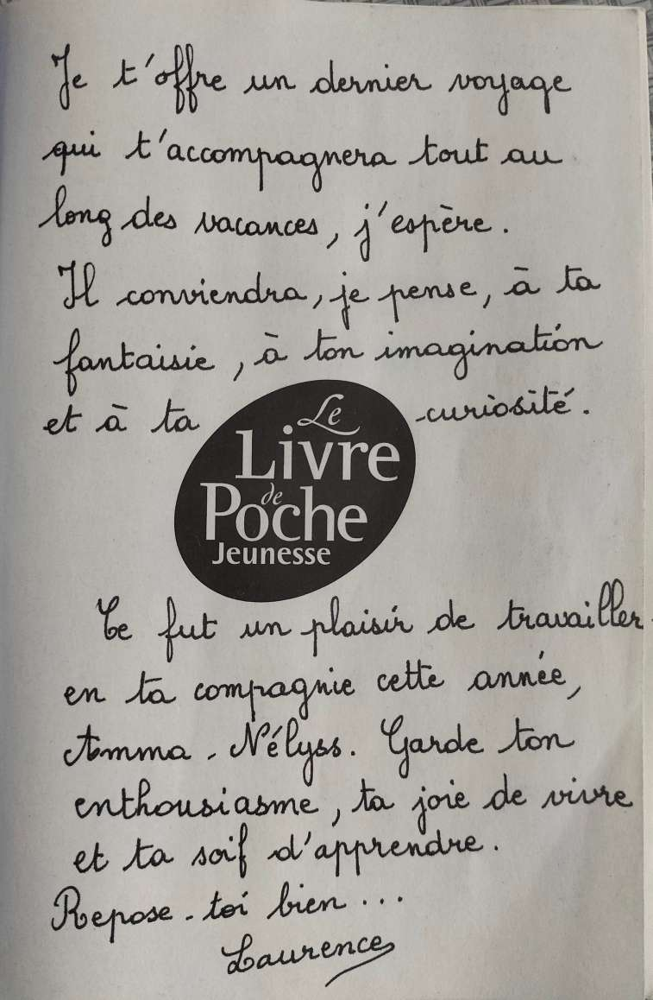 Je t'offre un dernier voyage
qui t'accompagnera tout au
long des vacances, j'espère.
Il conviendra, je pense, à ta
fantaisie, à ton imagination
et à ta curiosité.
Le
Livre
de
Poche
Jeunesse
Ce fut un plaisir de travailler
en ta compagnie cette année,
Amma-Nélyss. Garde ton
enthousiasme, ta joie de vivre
et ta soif d'apprendre.
Repose-toi bien...
Laurence